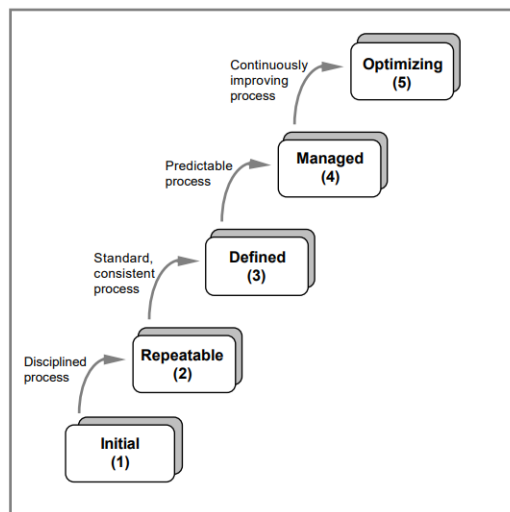 Continuously
improving
process
Optimizing
(5)
Predictable
process
Managed
(4)
Standard,
consistent
process
Defined
(3)
Disciplined
process
Repeatable
(2)
Initial
(1)